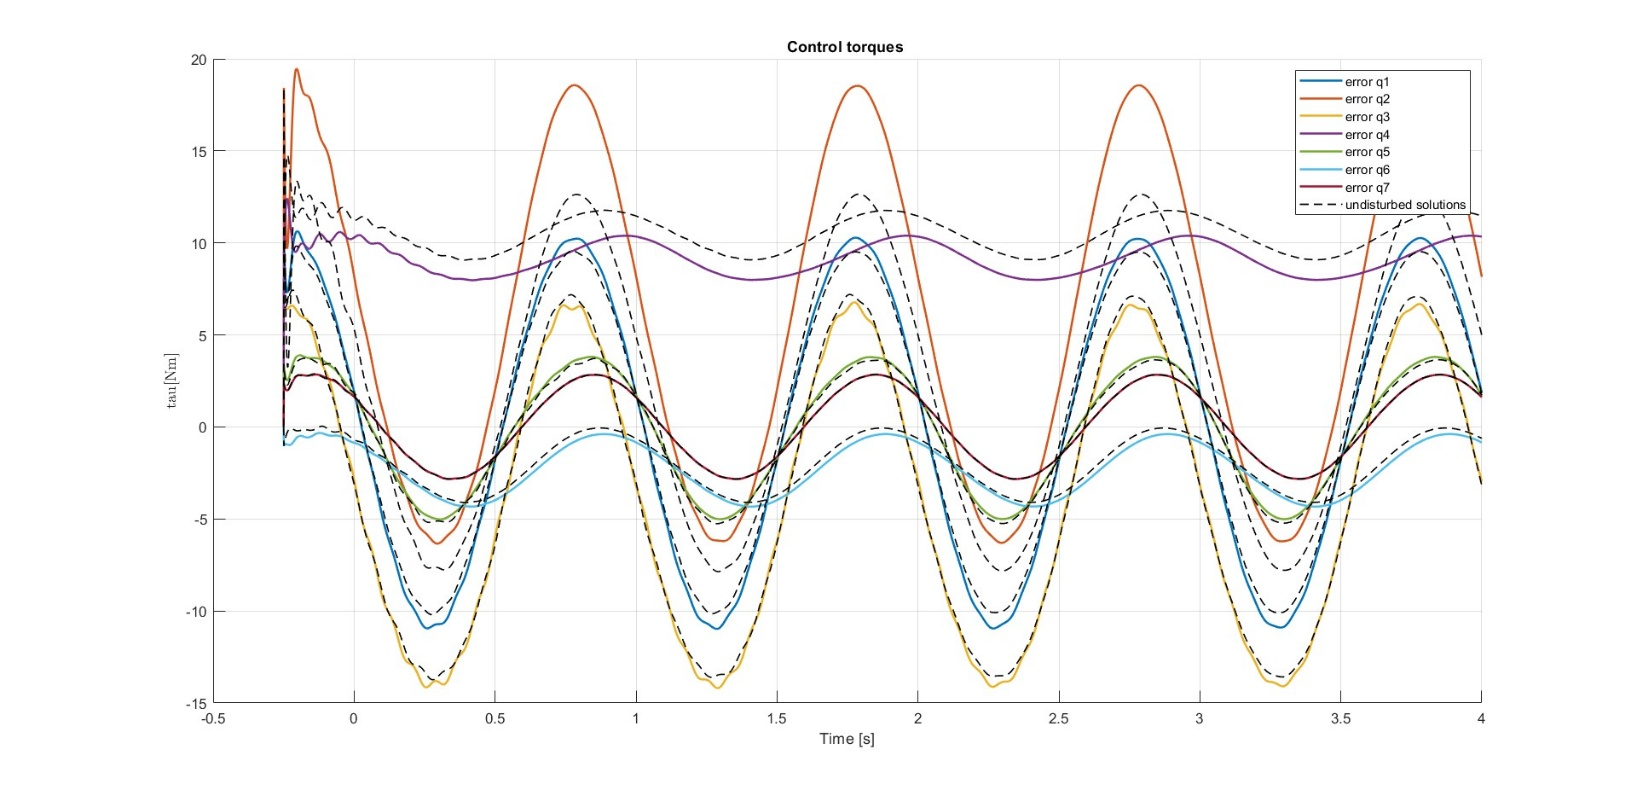 Control torques
20
15
10
5
0
-5
-10
-15
tau[Nm]
-0.5 0 0.5 1 1.5 2 2.5 3 3.5 4
Time [s]
error q1
error q2
error q3
error q4
error q5
error q6
error q7
undisturbed solutions